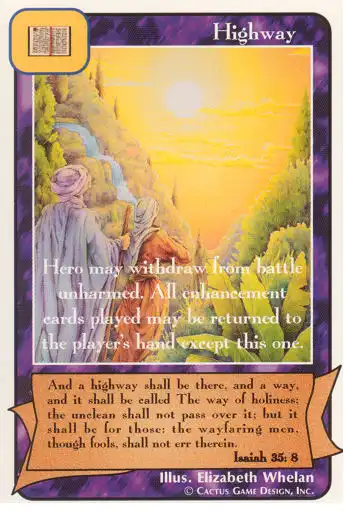 Highway
Hero may withdraw from battle
unharmed. All enhancement
cards played may be returned to
the player's hand except this one.
And a highway shall be there, and a way,
and it shall be called The way of holiness;
the unclean shall not pass over it; but it
shall be for those: the wayfaring men,
though fools, shall not err therein.
Isaiah 35: 8
Illus. Elizabeth Whelan
© Cactus Game Design, Inc.